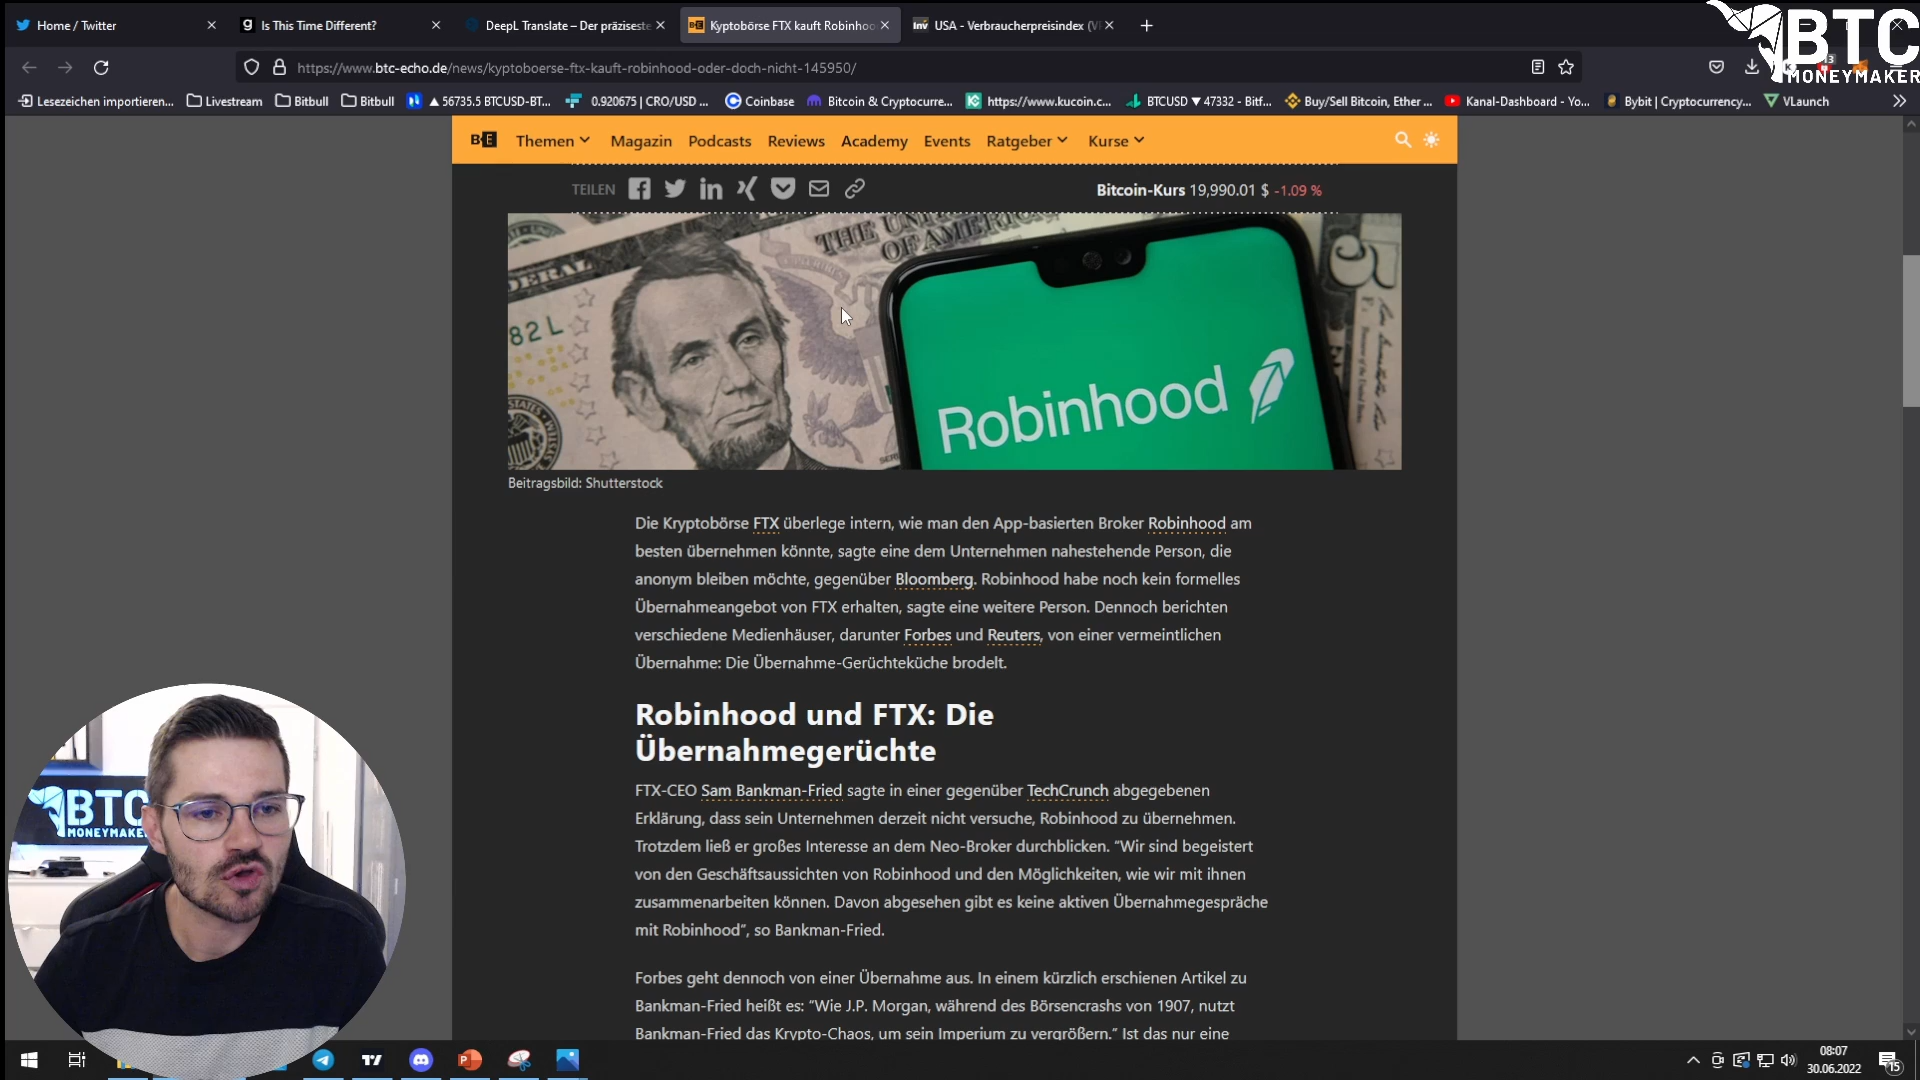 Home / Twitter
Is This Time Different?
DeepL Translate – Der präziseste
Kyptobörse FTX kauft Robinhoo
USA - Verbraucherpreisindex (V
https://www.btc-echo.de/news/kyptoboerse-ftx-kauft-robinhood-oder-doch-nicht-145950/
BTC
MONEYMAKER
Lesezeichen importieren...
Livestream
Bitbull
Bitbull
▲ 56735.5 BTCUSD-BT...
0.920675 | CRO/USD ...
Coinbase
Bitcoin & Cryptocurre...
https://www.kucoin.c...
BTCUSD ▼ 47332 - Bitf...
Buy/Sell Bitcoin, Ether ...
Kanal-Dashboard - Yo...
Bybit | Cryptocurrency...
VLaunch
B·E
Themen
Magazin
Podcasts
Reviews
Academy
Events
Ratgeber
Kurse
TEILEN
Bitcoin-Kurs 19,990.01 $ -1.09 %
THE UNITED
OF AMERICA
82L
5
Robinhood
Beitragsbild: Shutterstock
Die Kryptobörse FTX überlege intern, wie man den App-basierten Broker Robinhood am
besten übernehmen könnte, sagte eine dem Unternehmen nahestehende Person, die
anonym bleiben möchte, gegenüber Bloomberg. Robinhood habe noch kein formelles
Übernahmeangebot von FTX erhalten, sagte eine weitere Person. Dennoch berichten
verschiedene Medienhäuser, darunter Forbes und Reuters, von einer vermeintlichen
Übernahme: Die Übernahme-Gerüchteküche brodelt.
Robinhood und FTX: Die
Übernahmegerüchte
FTX-CEO Sam Bankman-Fried sagte in einer gegenüber TechCrunch abgegebenen
Erklärung, dass sein Unternehmen derzeit nicht versuche, Robinhood zu übernehmen.
Trotzdem ließ er großes Interesse an dem Neo-Broker durchblicken. “Wir sind begeistert
von den Geschäftsaussichten von Robinhood und den Möglichkeiten, wie wir mit ihnen
zusammenarbeiten können. Davon abgesehen gibt es keine aktiven Übernahmegespräche
mit Robinhood”, so Bankman-Fried.
Forbes geht dennoch von einer Übernahme aus. In einem kürzlich erschienen Artikel zu
Bankman-Fried heißt es: “Wie J.P. Morgan, während des Börsencrashs von 1907, nutzt
Bankman-Fried das Krypto-Chaos, um sein Imperium zu vergrößern.” Ist das nur eine
BTC
MONEYMAKER
08:07
30.06.2022
15